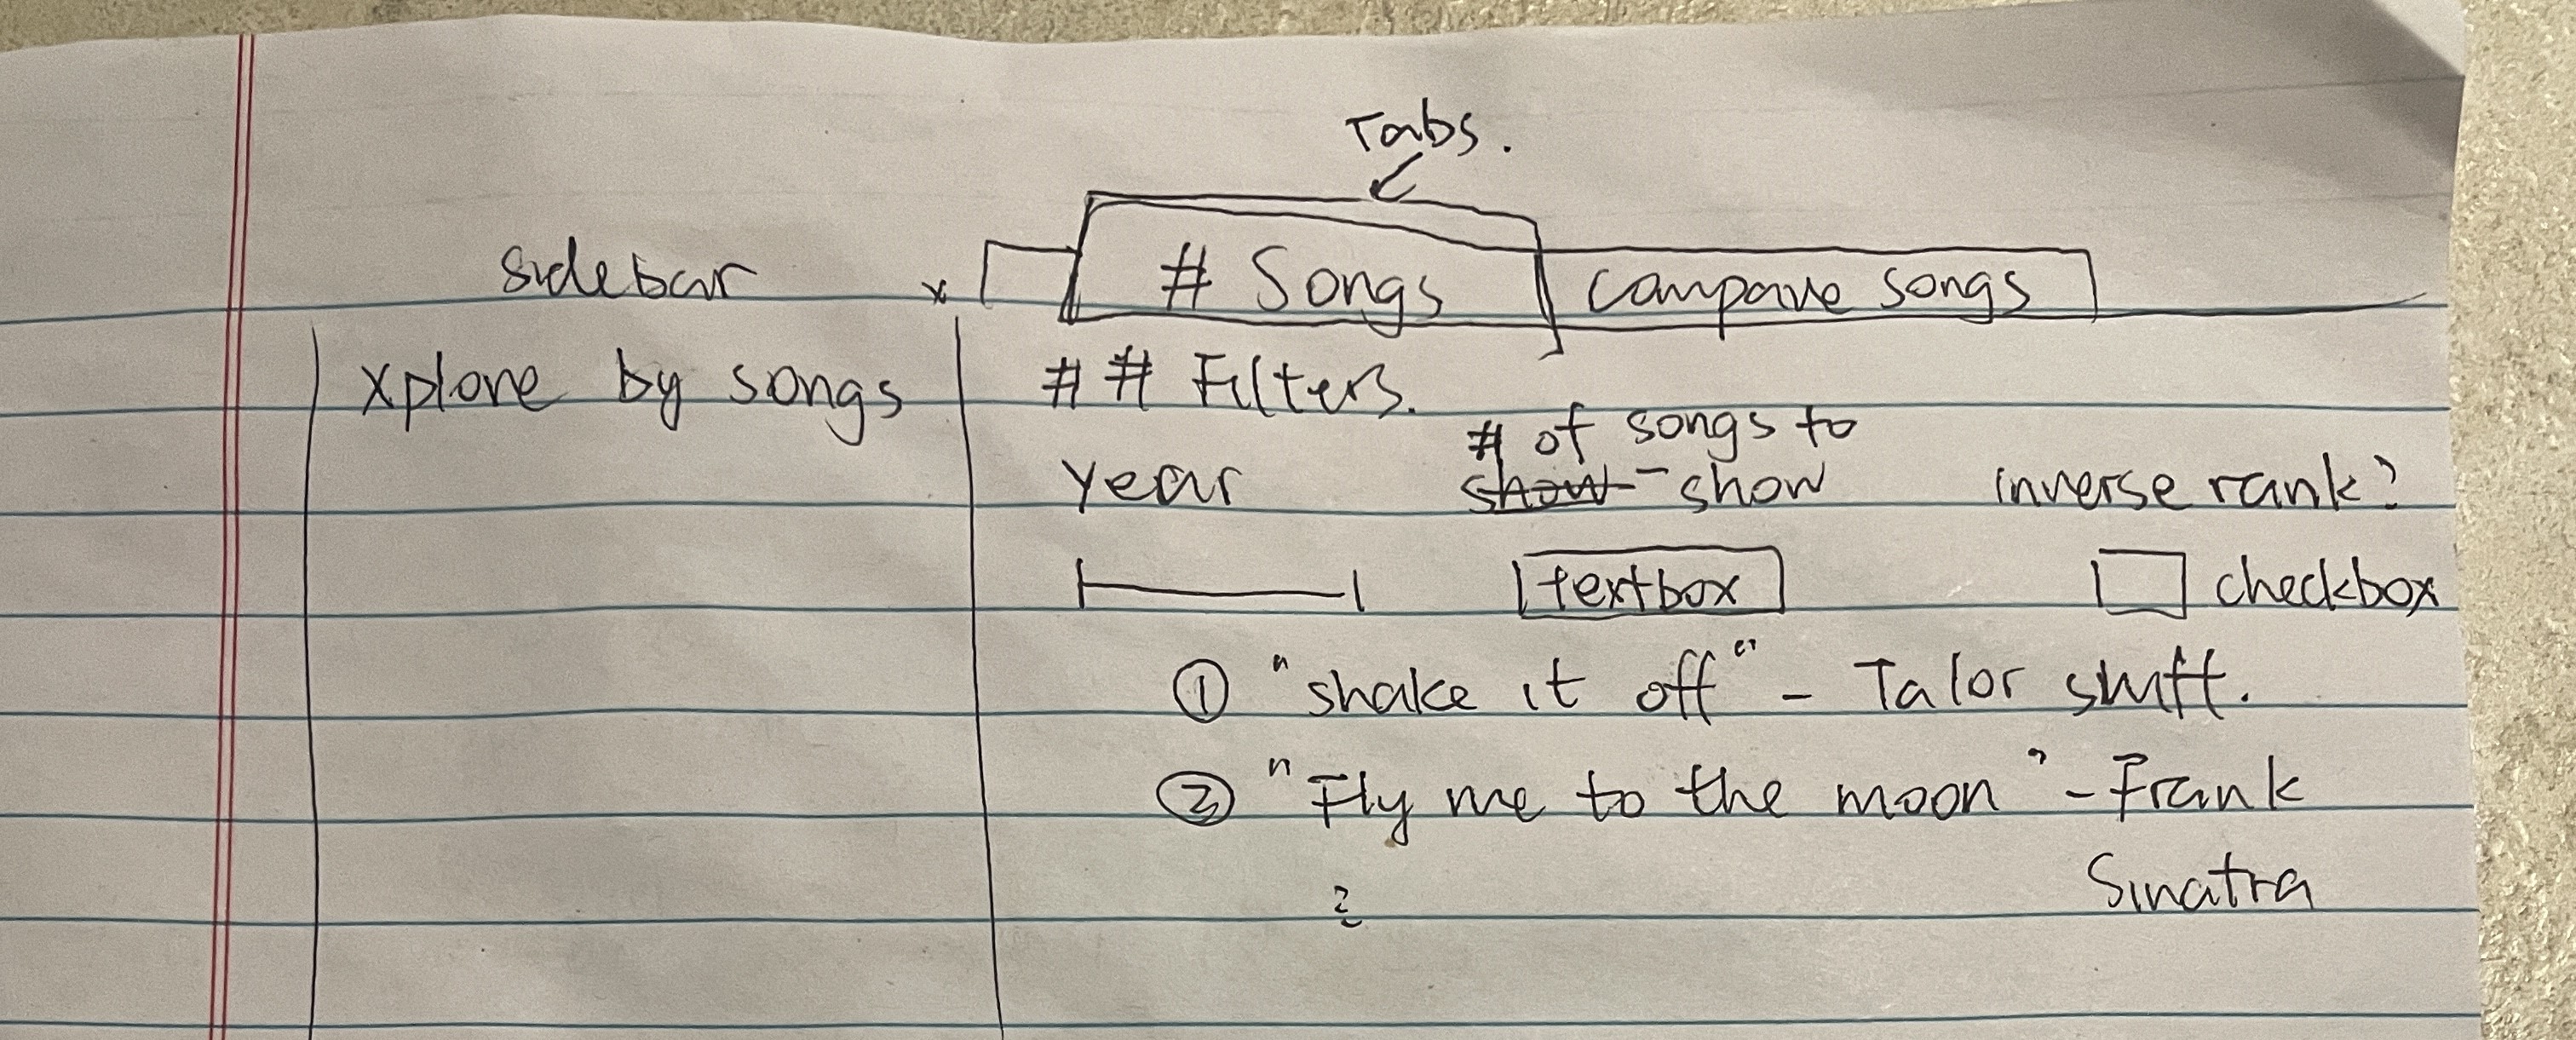 Tabs.
sidebar x # Songs compare songs
xplore by songs ## Filters.
# of songs to
year show show inverse rank?
textbox checkbox
① "shake it off" - Talor swift.
② "Fly me to the moon" - Frank
Sinatra